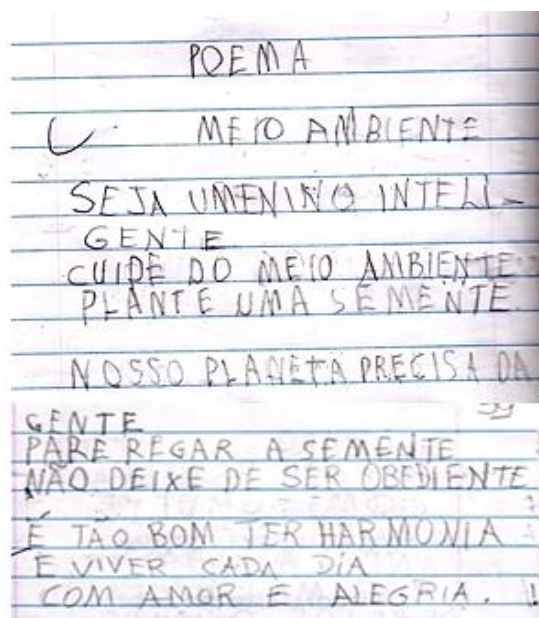 POEMA
MEIO AMBIENTE
SEJA UMENINO INTELI-
GENTE
CUIDE DO MEIO AMBIENTE
PLANTE UMA SEMENTE
NOSSO PLANETA PRECISA DA
GENTE
PARE REGAR A SEMENTE
NÃO DEIXE DE SER OBEDIENTE
É TÃO BOM TER HARMONIA
E VIVER CADA DIA
COM AMOR E ALEGRIA. !